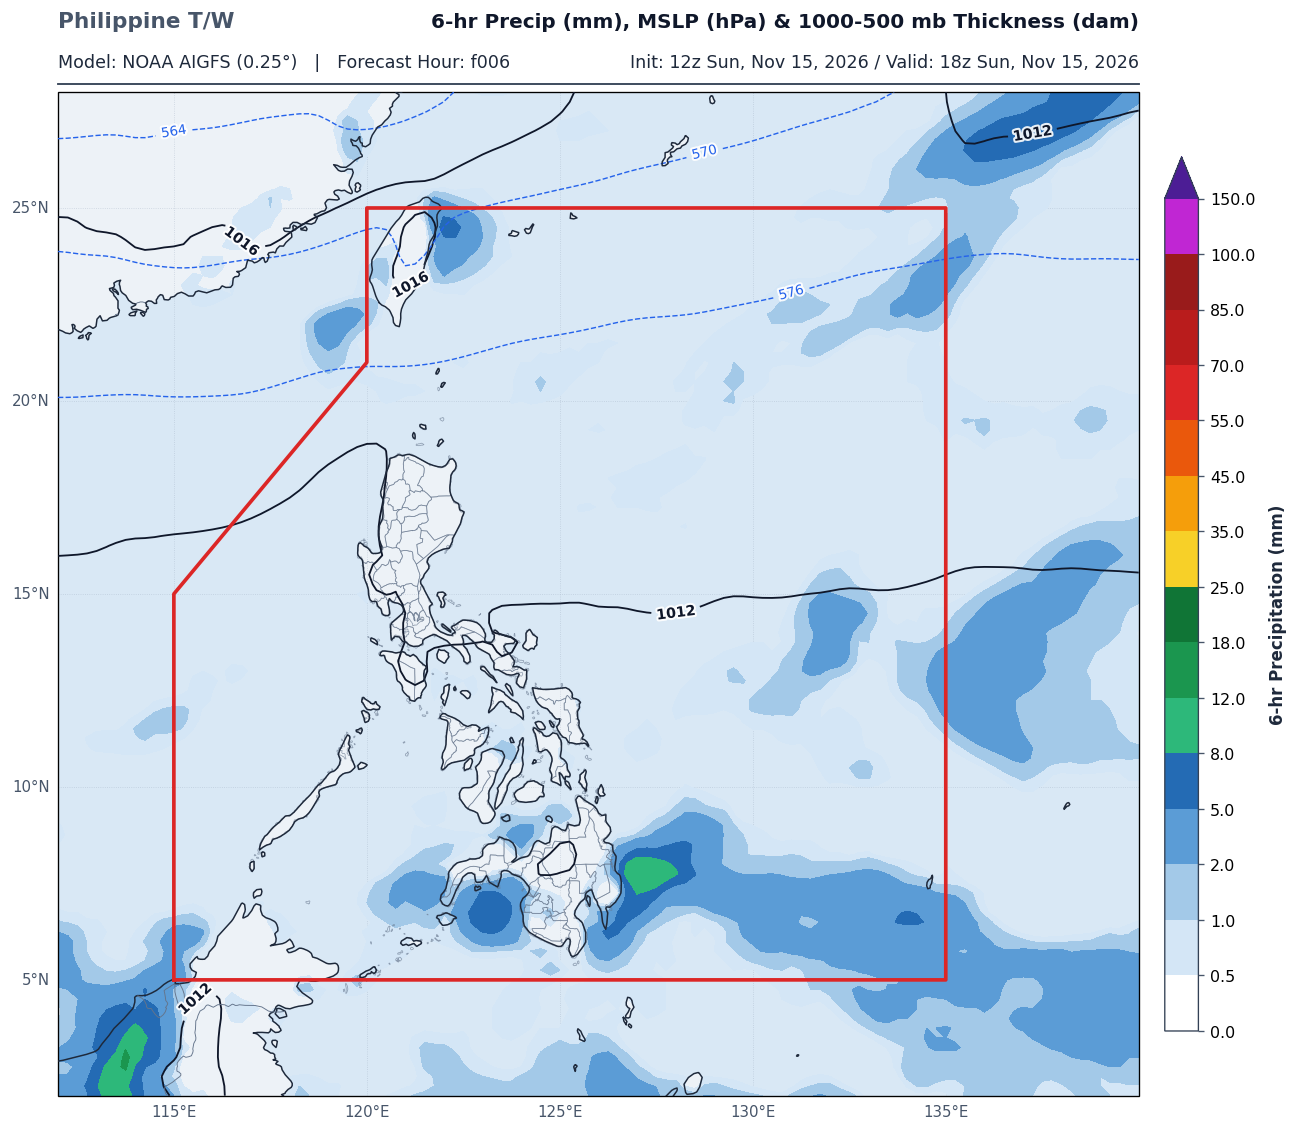 Philippine T/W
6-hr Precip (mm), MSLP (hPa) & 1000-500 mb Thickness (dam)
Model: NOAA AIGFS (0.25°) | Forecast Hour: f006
Init: 12z Sun, Nov 15, 2026 / Valid: 18z Sun, Nov 15, 2026
564
570
1012
1016
1016
576
1012
1012
25°N
20°N
15°N
10°N
5°N
115°E
120°E
125°E
130°E
135°E
150.0
100.0
85.0
70.0
55.0
45.0
35.0
25.0
18.0
12.0
8.0
5.0
2.0
1.0
0.5
0.0
6-hr Precipitation (mm)